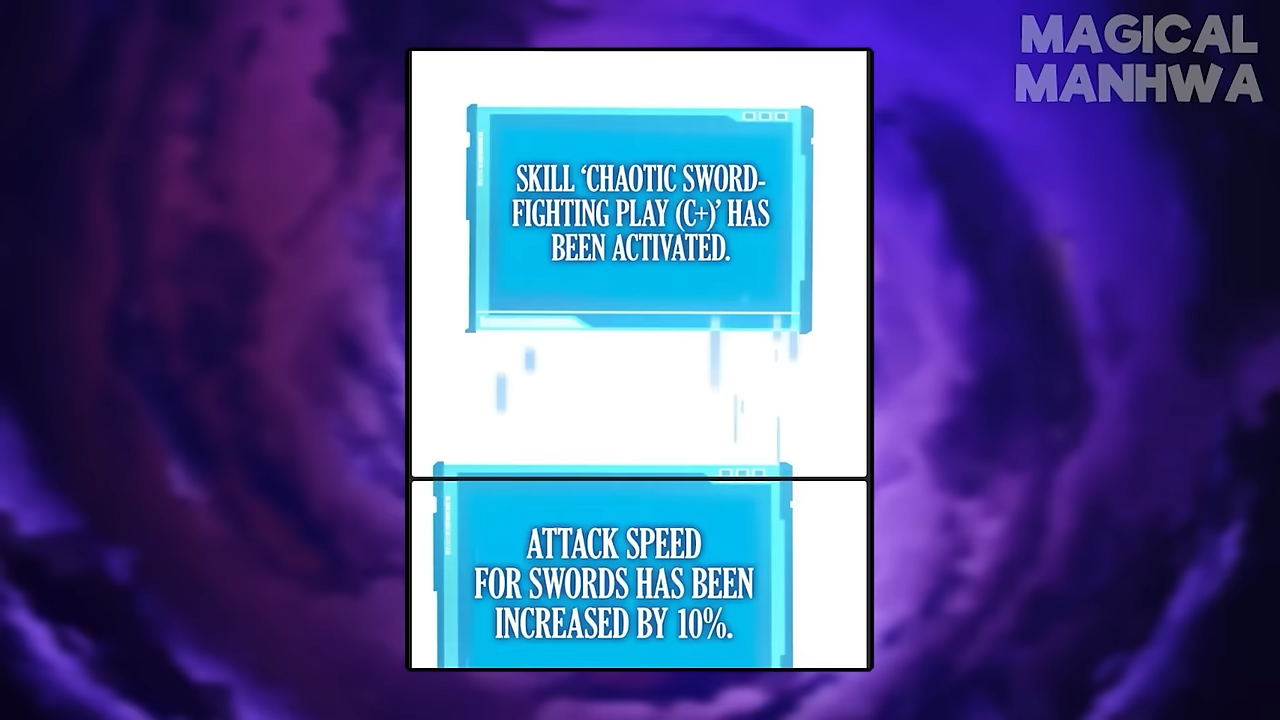 MAGICAL
MANHWA
SKILL ‘CHAOTIC SWORD-
FIGHTING PLAY (C+)’ HAS
BEEN ACTIVATED.
ATTACK SPEED
FOR SWORDS HAS BEEN
INCREASED BY 10%.